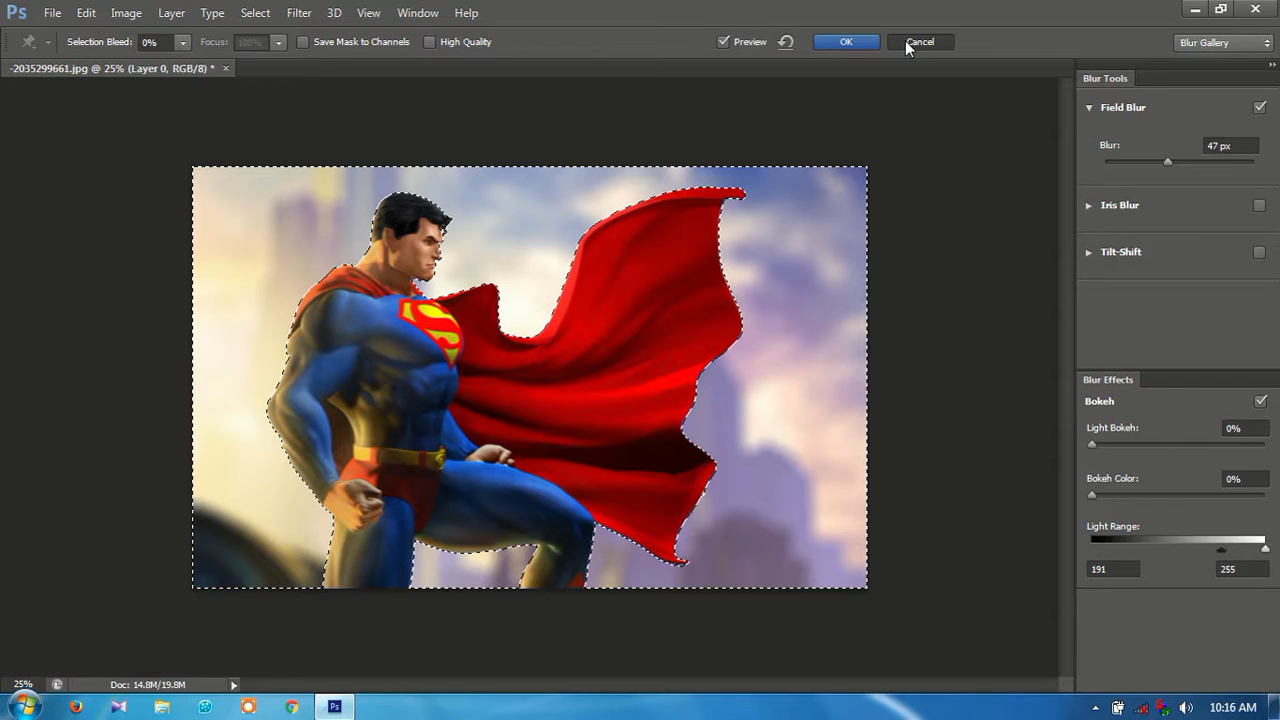 Ps File Edit Image Layer Type Select Filter 3D View Window Help
Selection Bleed: 0% Focus: 100% Save Mask to Channels High Quality Preview OK Cancel Blur Gallery
-2035299661.jpg @ 25% (Layer 0, RGB/8) * ×
Blur Tools
Field Blur
Blur: 47 px
Iris Blur
Tilt-Shift
Blur Effects
Bokeh
Light Bokeh: 0%
Bokeh Color: 0%
Light Range:
191 255
S
25% Doc: 14.8M/19.8M
Ps 10:16 AM